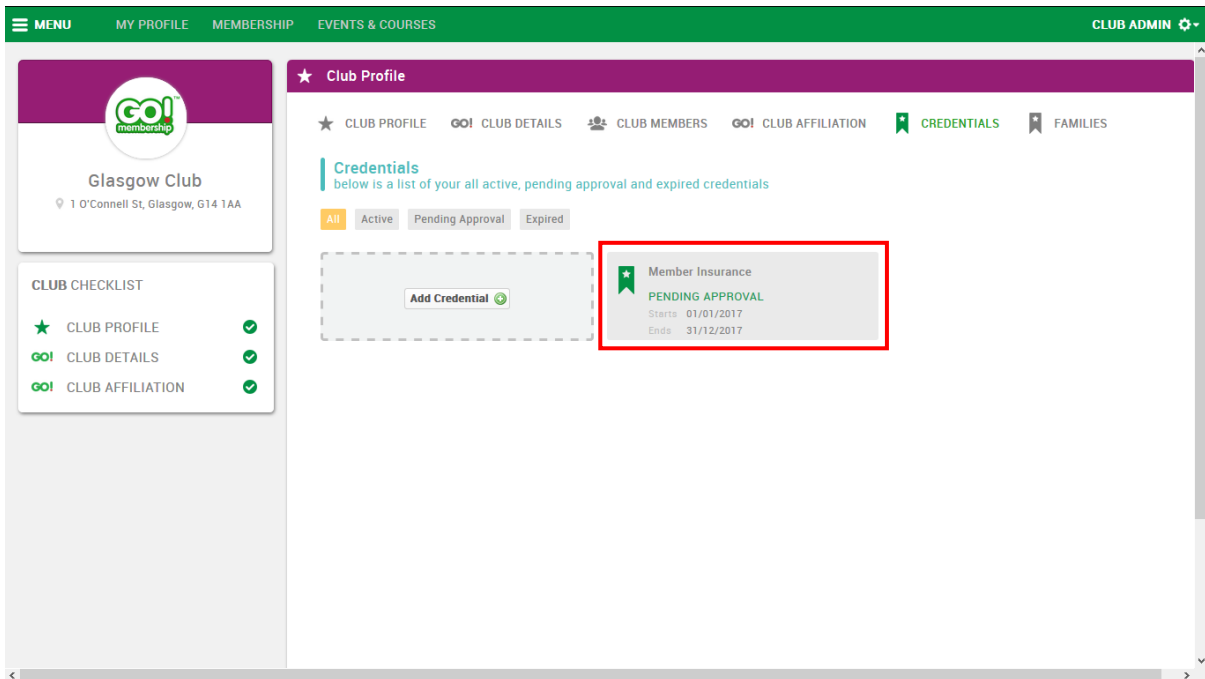 MENU MY PROFILE MEMBERSHIP EVENTS & COURSES CLUB ADMIN
GO!™
membership
Glasgow Club
1 O'Connell St, Glasgow, G14 1AA
CLUB CHECKLIST
CLUB PROFILE
GO! CLUB DETAILS
GO! CLUB AFFILIATION
Club Profile
CLUB PROFILE GO! CLUB DETAILS CLUB MEMBERS GO! CLUB AFFILIATION CREDENTIALS FAMILIES
Credentials
below is a list of your all active, pending approval and expired credentials
All Active Pending Approval Expired
Add Credential
Member Insurance
PENDING APPROVAL
Starts 01/01/2017
Ends 31/12/2017